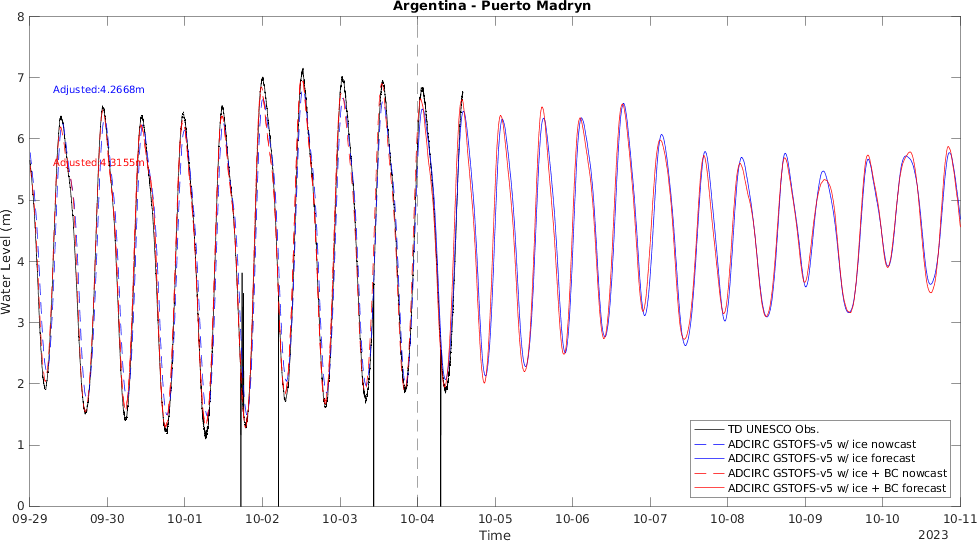 Argentina - Puerto Madryn
8
7
6
5
4
3
2
1
0
Water Level (m)
Adjusted:4.2668m
Adjusted:4.3155m
TD UNESCO Obs.
ADCIRC GSTOFS-v5 w/ ice nowcast
ADCIRC GSTOFS-v5 w/ ice forecast
ADCIRC GSTOFS-v5 w/ ice + BC nowcast
ADCIRC GSTOFS-v5 w/ ice + BC forecast
09-29 09-30 10-01 10-02 10-03 10-04 10-05 10-06 10-07 10-08 10-09 10-10 10-11
Time
2023